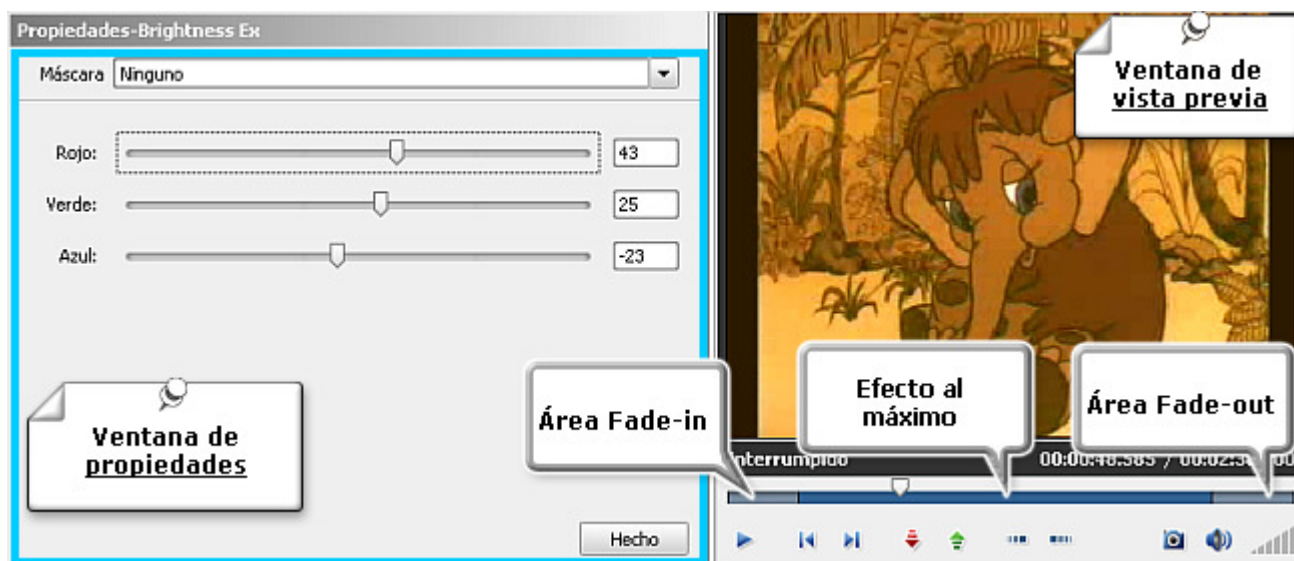 Propiedades-Brightness Ex
Máscara Ninguno
Rojo: 43
Verde: 25
Azul: -23
Ventana de
propiedades
Hecho
Ventana de
vista previa
Área Fade-in
Efecto al
máximo
Área Fade-out
Interrumpido